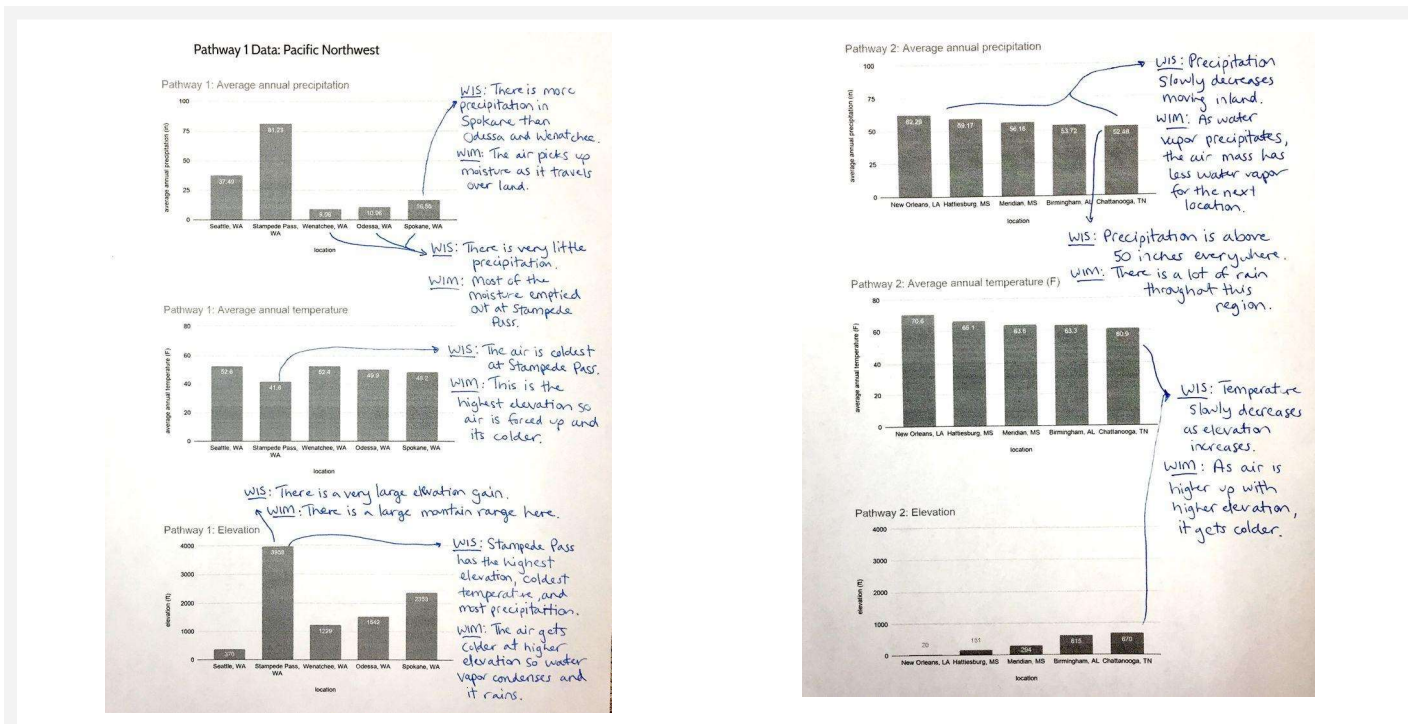 Pathway 1 Data: Pacific Northwest
Pathway 1: Average annual precipitation
average annual precipitation (in)
100
75
50
25
0
37.49
81.23
10.96
Seattle, WA
Stampede Pass, WA
Wenatchee, WA
Odessa, WA
Spokane, WA
location
WIS: There is more
precipitation in
Spokane than
Odessa and Wenatchee.
WIM: The air picks up
moisture as it travels
over land.
WIS: There is very little
precipitation.
WIM: Most of the
moisture emptied
out at Stampede
Pass.
Pathway 1: Average annual temperature
average annual temperature (F)
80
60
40
20
0
52.6
41.6
52.4
49.9
48.2
Seattle, WA
Stampede Pass, WA
Wenatchee, WA
Odessa, WA
Spokane, WA
location
WIS: The air is coldest
at Stampede Pass.
WIM: This is the
highest elevation so
air is forced up and
its colder.
WIS: There is a very large elevation gain.
WIM: There is a large mountain range here.
Pathway 1: Elevation
elevation (ft)
4000
3000
2000
1000
0
376
3958
1229
2353
Seattle, WA
Stampede Pass, WA
Wenatchee, WA
Odessa, WA
Spokane, WA
location
WIS: Stampede Pass
has the highest
elevation, coldest
temperature, and
most precipitaition.
WIM: The air gets
colder at higher
elevation so water
vapor condenses and
it rains.
Pathway 2: Average annual precipitation
average annual precipitation (in)
100
75
50
25
0
62.28
59.17
53.72
52.48
New Orleans, LA
Hattiesburg, MS
Meridian, MS
Birmingham, AL
Chattanooga, TN
location
WIS: Precipitation
slowly decreases
moving inland.
WIM: As water
vapor precipitates,
the air mass has
less water vapor
for the next
location.
WIS: Precipitation is above
50 inches everywhere.
WIM: There is a lot of rain
throughout this
region.
Pathway 2: Average annual temperature (F)
average annual temperature (F)
80
60
40
20
0
70.6
63.3
60.9
New Orleans, LA
Hattiesburg, MS
Meridian, MS
Birmingham, AL
Chattanooga, TN
location
WIS: Temperature
slowly decreases
as elevation
increases.
WIM: As air is
higher up with
higher elevation,
it gets colder.
Pathway 2: Elevation
elevation (ft)
4000
3000
2000
1000
0
20
151
294
615
670
New Orleans, LA
Hattiesburg, MS
Meridian, MS
Birmingham, AL
Chattanooga, TN
location